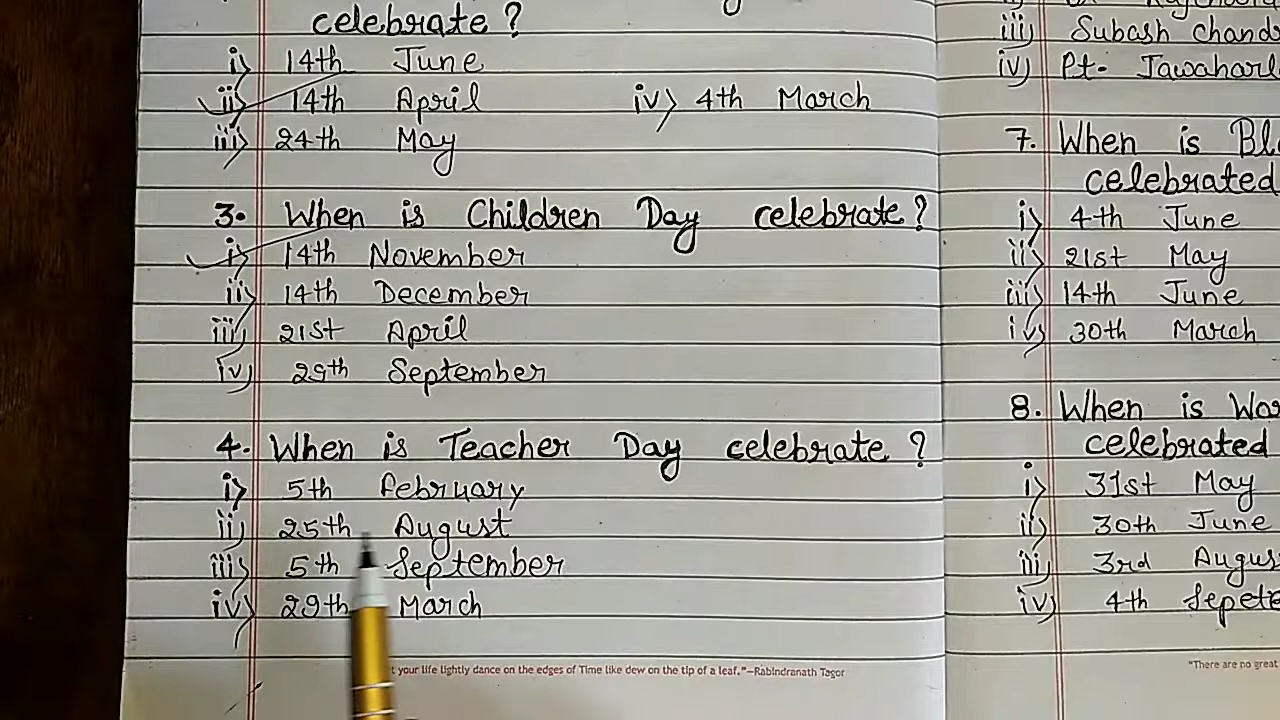 celebrate ?
i) 14th June
ii) 14th April
iv) 4th March
iii) 24th May
3. When is Children Day celebrate ?
i) 14th November
ii) 14th December
iii) 21st April
iv) 29th September
4. When is Teacher Day celebrate ?
i) 5th February
ii) 25th August
iii) 5th September
iv) 29th March
your life lightly dance on the edges of Time like dew on the tip of a leaf."—Rabindranath Tagor
iii) Subash Chand
iv) Pt. Jawaharl
7. When is Bl
celebrated
i) 4th June
ii) 21st May
iii) 14th June
iv) 30th March
8. When is Wor
celebrated
i) 31st May
ii) 30th June
iii) 3rd Augus
iv) 4th Sepete
"There are no great